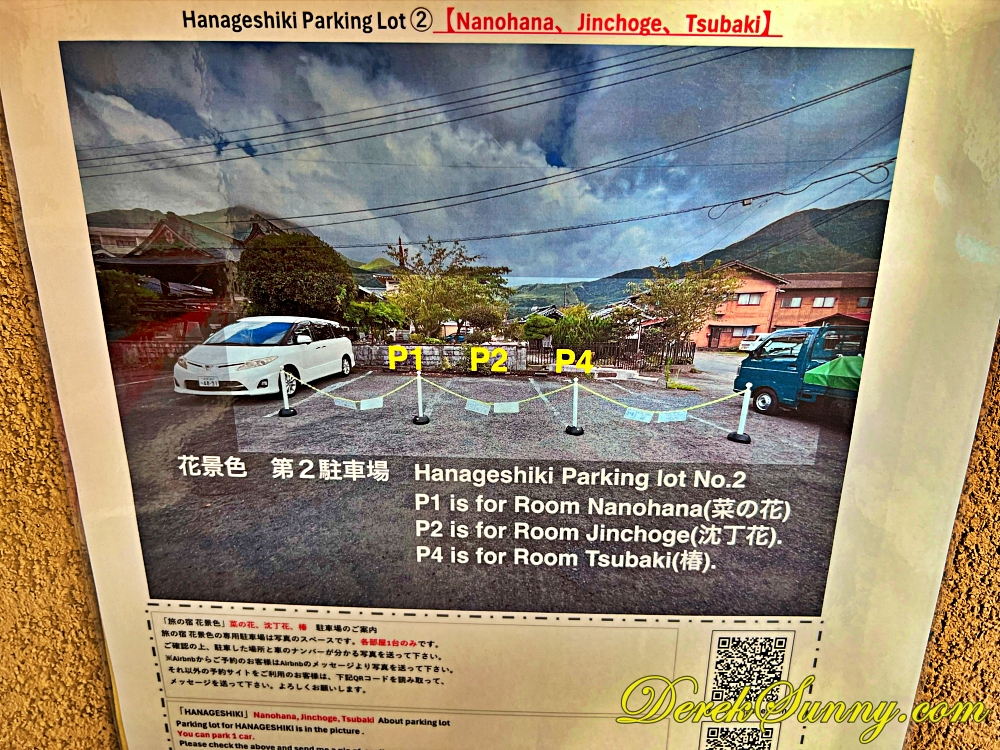 Hanageshiki Parking Lot ②【Nanohana、Jinchoge、Tsubaki】
P1 P2 P4
花景色 第２駐車場 Hanageshiki Parking lot No.2
P1 is for Room Nanohana(菜の花)
P2 is for Room Jinchoge(沈丁花).
P4 is for Room Tsubaki(椿).
「旅の宿 花景色」菜の花、沈丁花、椿 駐車場のご案内
旅の宿 花景色の専用駐車場は写真のスペースです。各部屋1台のみです。
ご確認の上、駐車した場所と車のナンバーが分かる写真を送って下さい。
※Airbnbからご予約のお客様はAirbnbのメッセージより写真を送って下さい。
それ以外の予約サイトをご利用のお客様は、下記QRコードを読み取って、
メッセージを送って下さい。よろしくお願いします。
「HANAGESHIKI」 Nanohana, Jinchoge, Tsubaki About parking lot
Parking lot for HANAGESHIKI is in the picture .
You can park 1 car.
Please check the above and send me a
DerekSunny.com